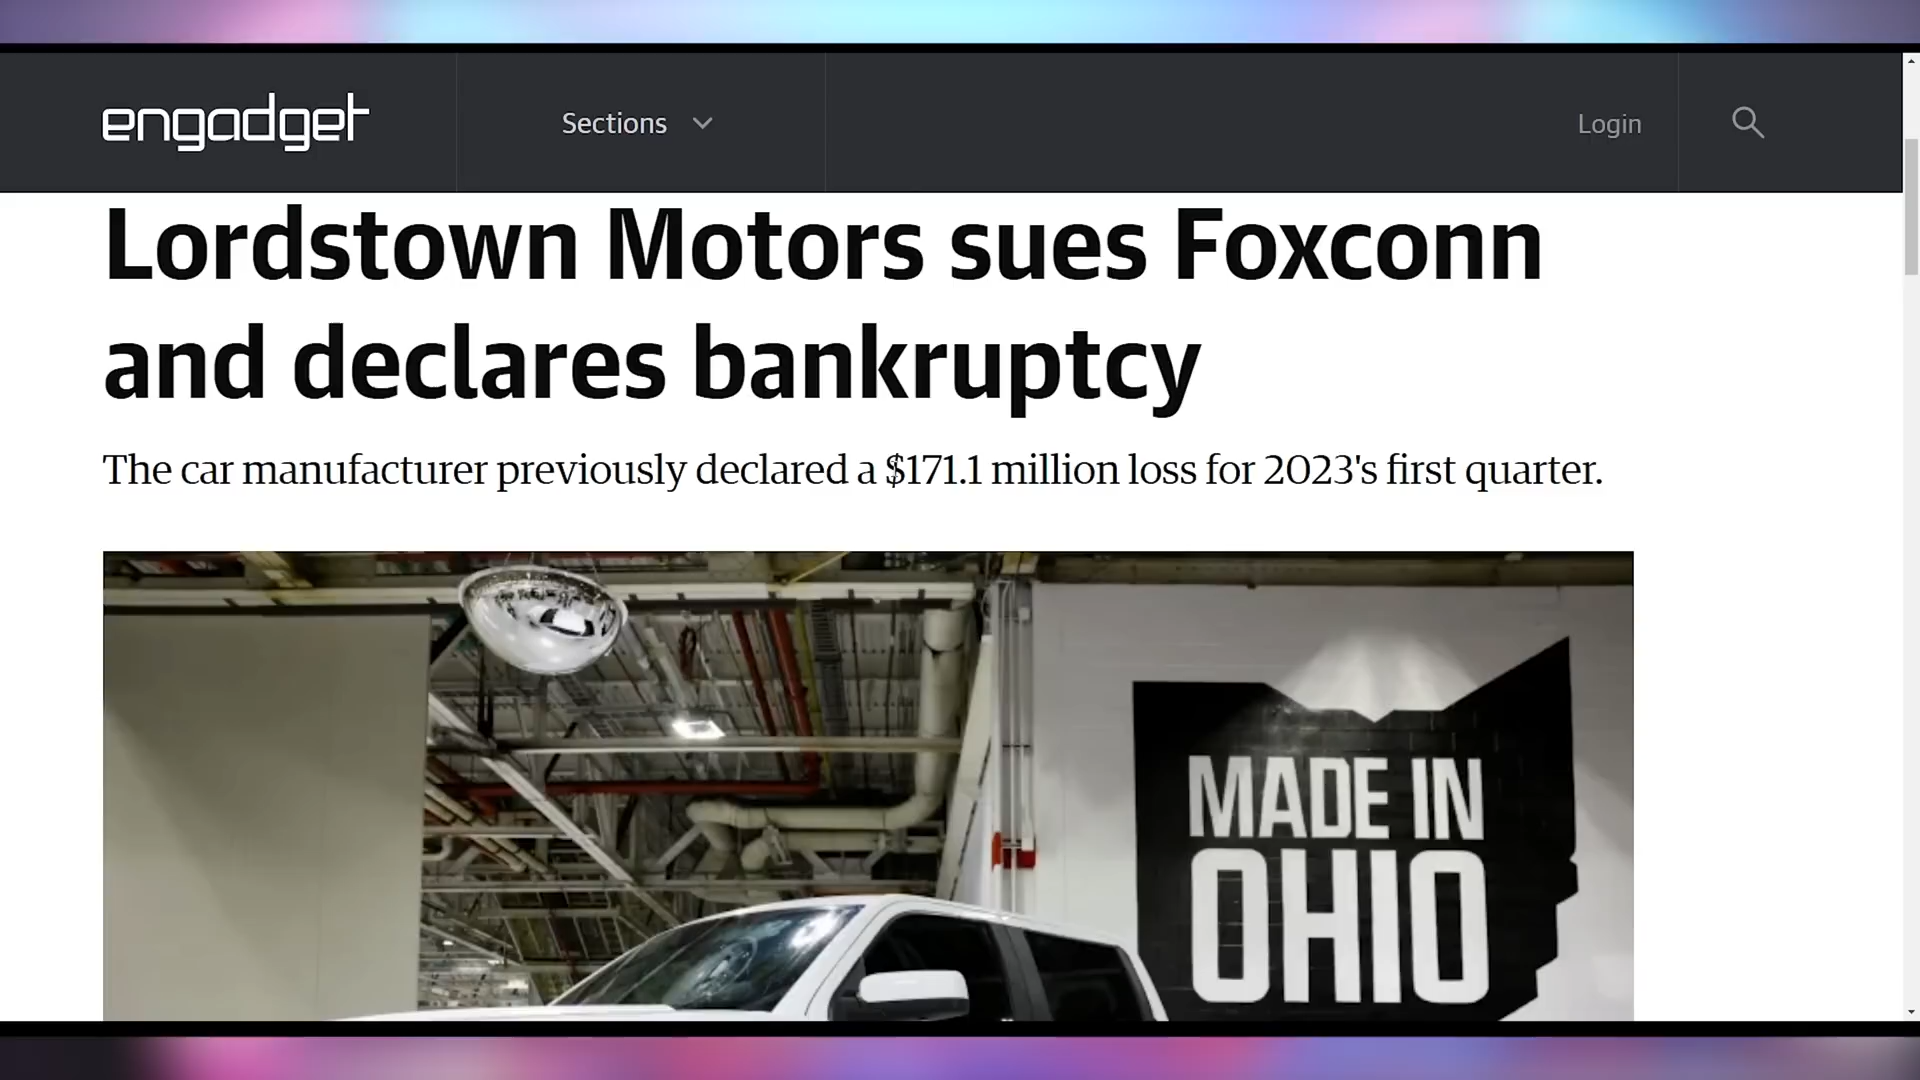 engadget
Sections
Login
Lordstown Motors sues Foxconn
and declares bankruptcy
The car manufacturer previously declared a $171.1 million loss for 2023's first quarter.
MADE IN
OHIO